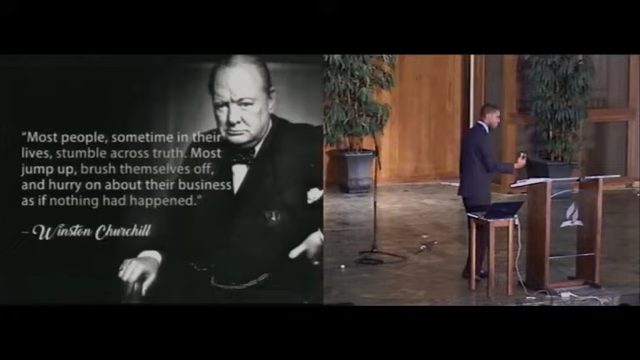 "Most people, sometime in their
lives, stumble across truth. Most
jump up, brush themselves off,
and hurry on about their business
as if nothing had happened."
– Winston Churchill